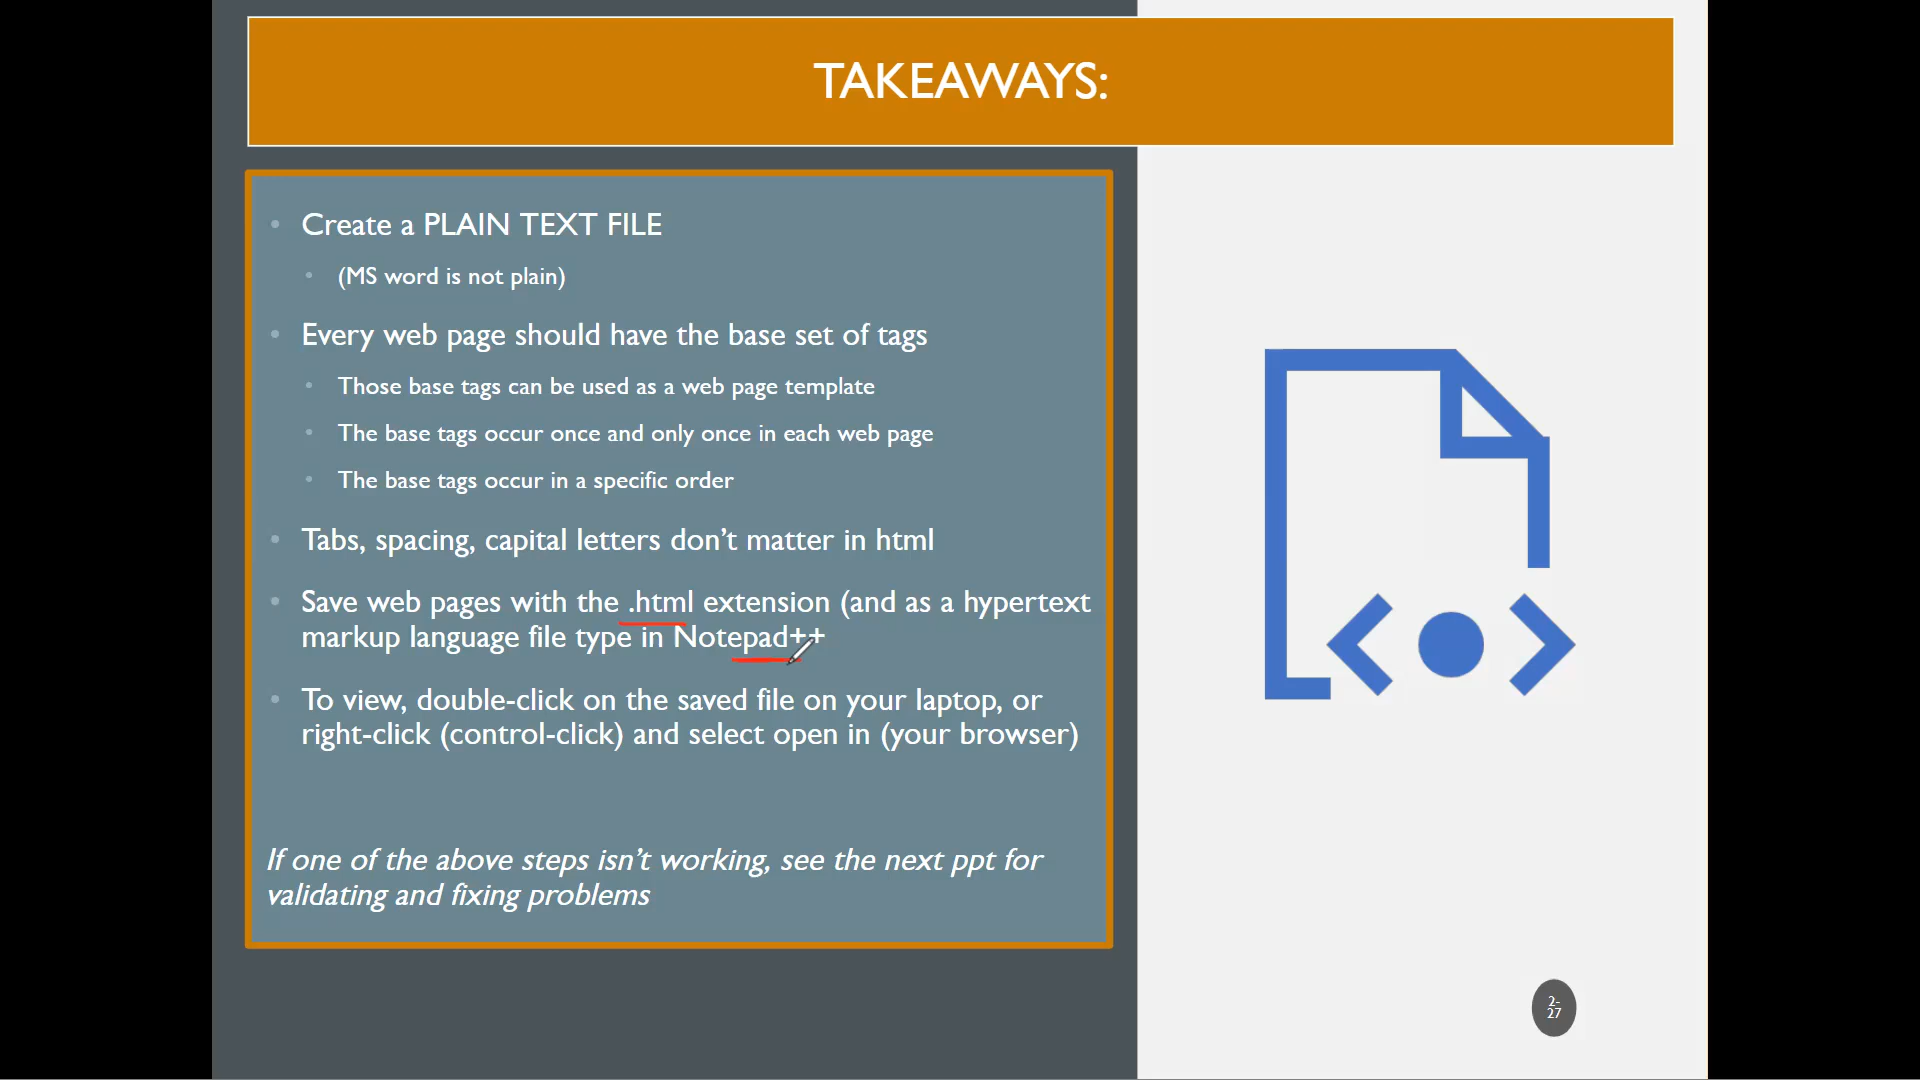 TAKEAWAYS:
• Create a PLAIN TEXT FILE
• (MS word is not plain)
• Every web page should have the base set of tags
• Those base tags can be used as a web page template
• The base tags occur once and only once in each web page
• The base tags occur in a specific order
• Tabs, spacing, capital letters don’t matter in html
• Save web pages with the .html extension (and as a hypertext
markup language file type in Notepad++
• To view, double-click on the saved file on your laptop, or
right-click (control-click) and select open in (your browser)
If one of the above steps isn’t working, see the next ppt for
validating and fixing problems
2-
27